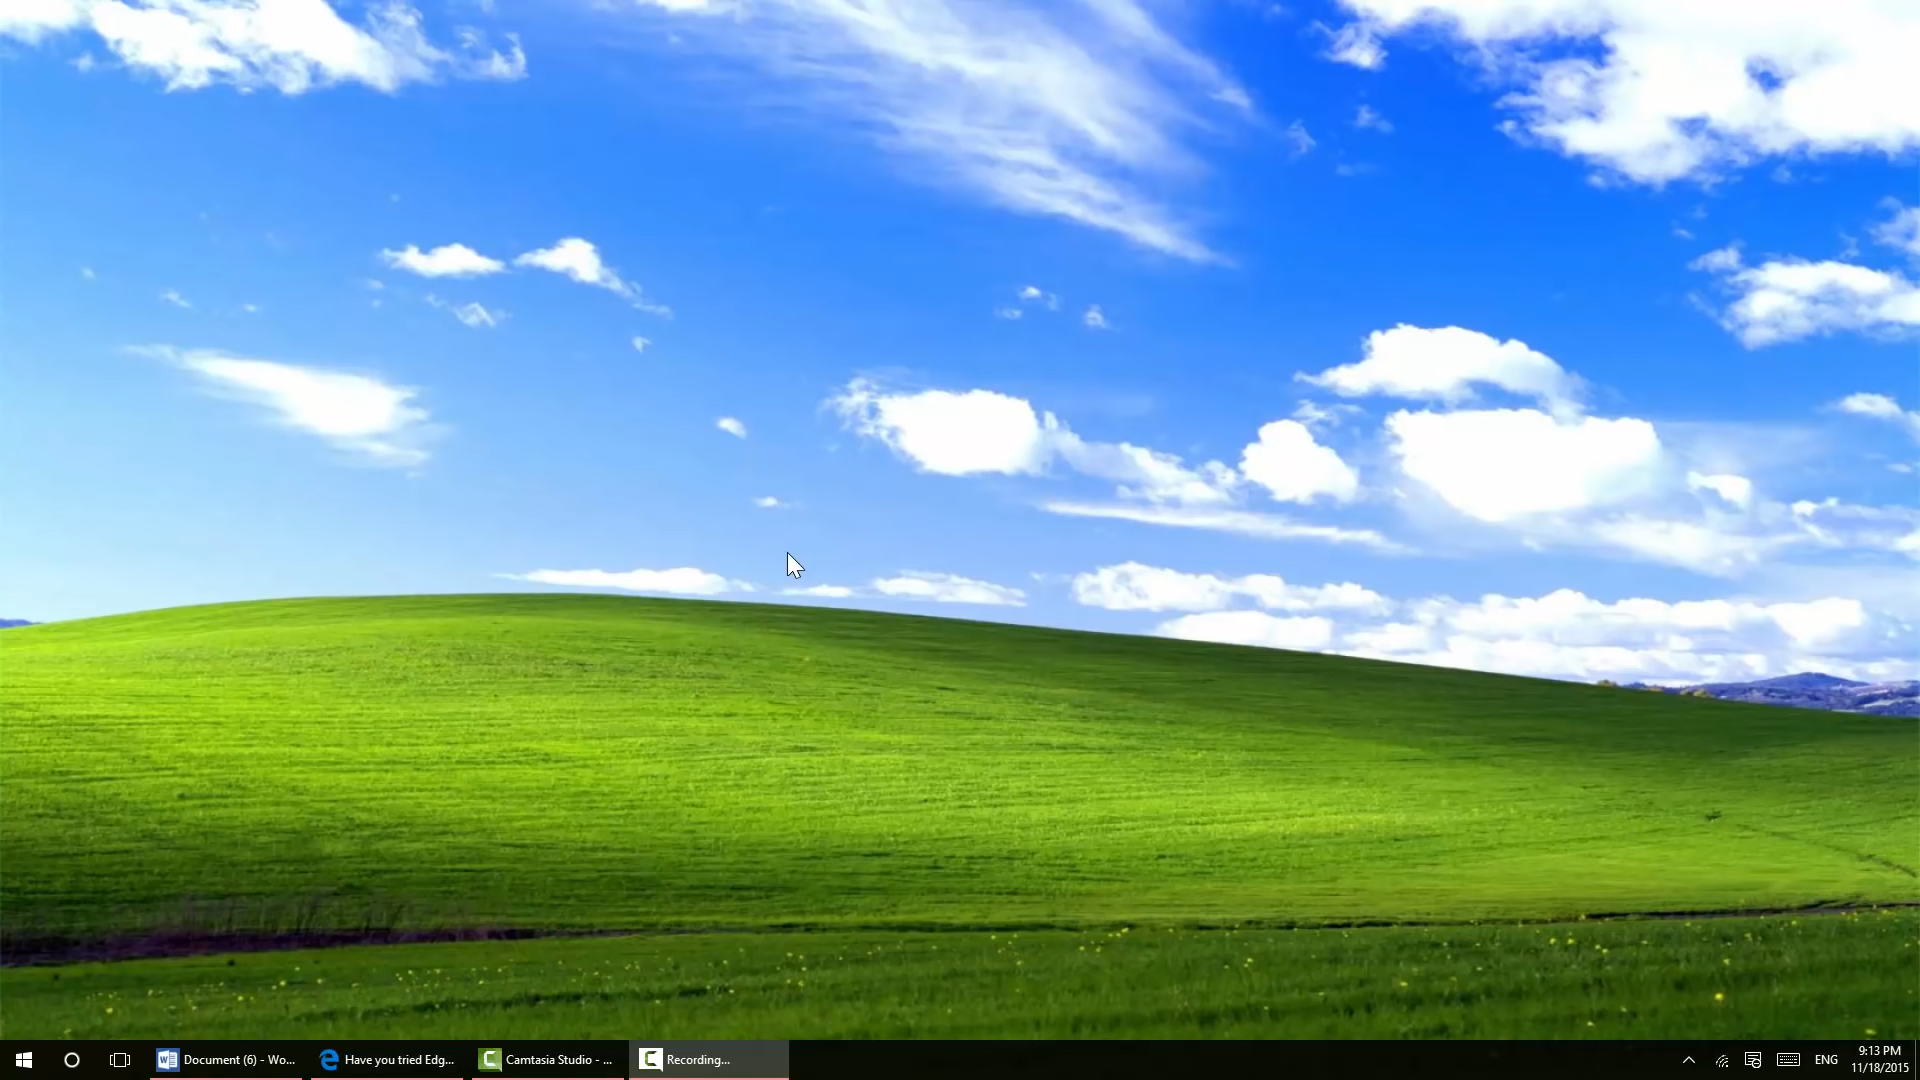 Document (6) - Wo...
Have you tried Edg...
Camtasia Studio - ...
Recording...
ENG
9:13 PM
11/18/2015